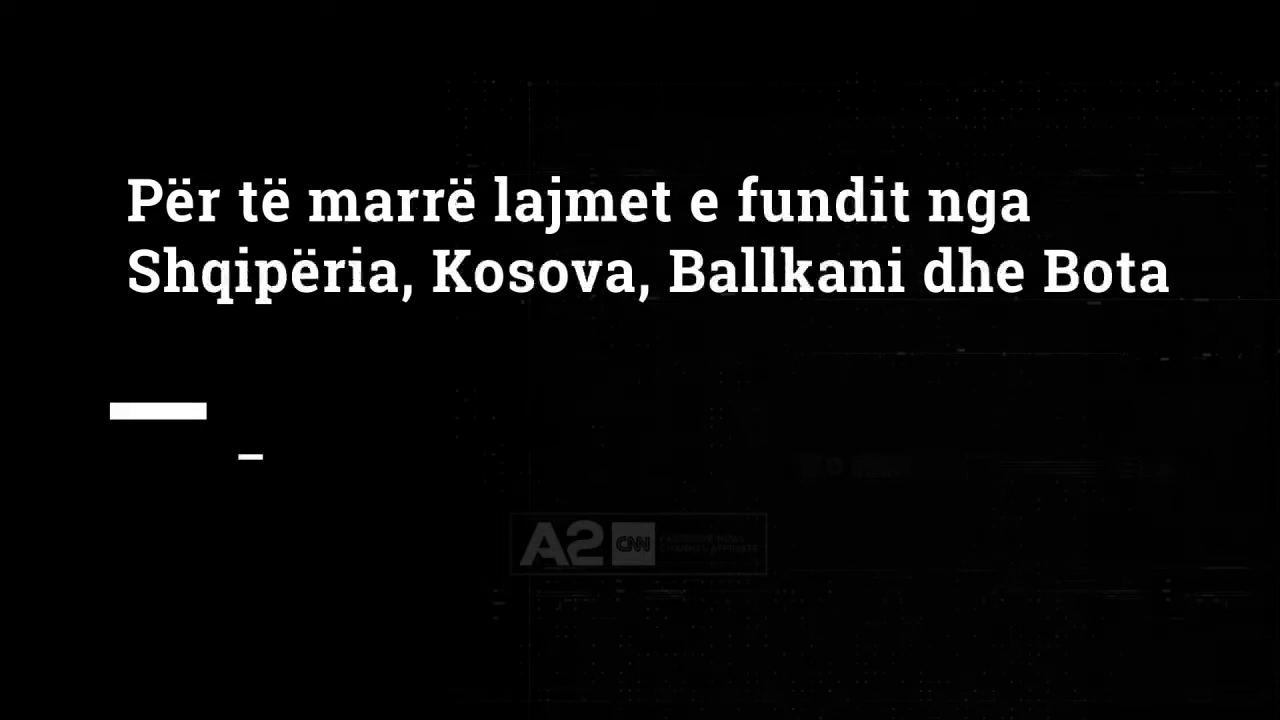 Për të marrë lajmet e fundit nga
Shqipëria, Kosova, Ballkani dhe Bota
A2 CNN